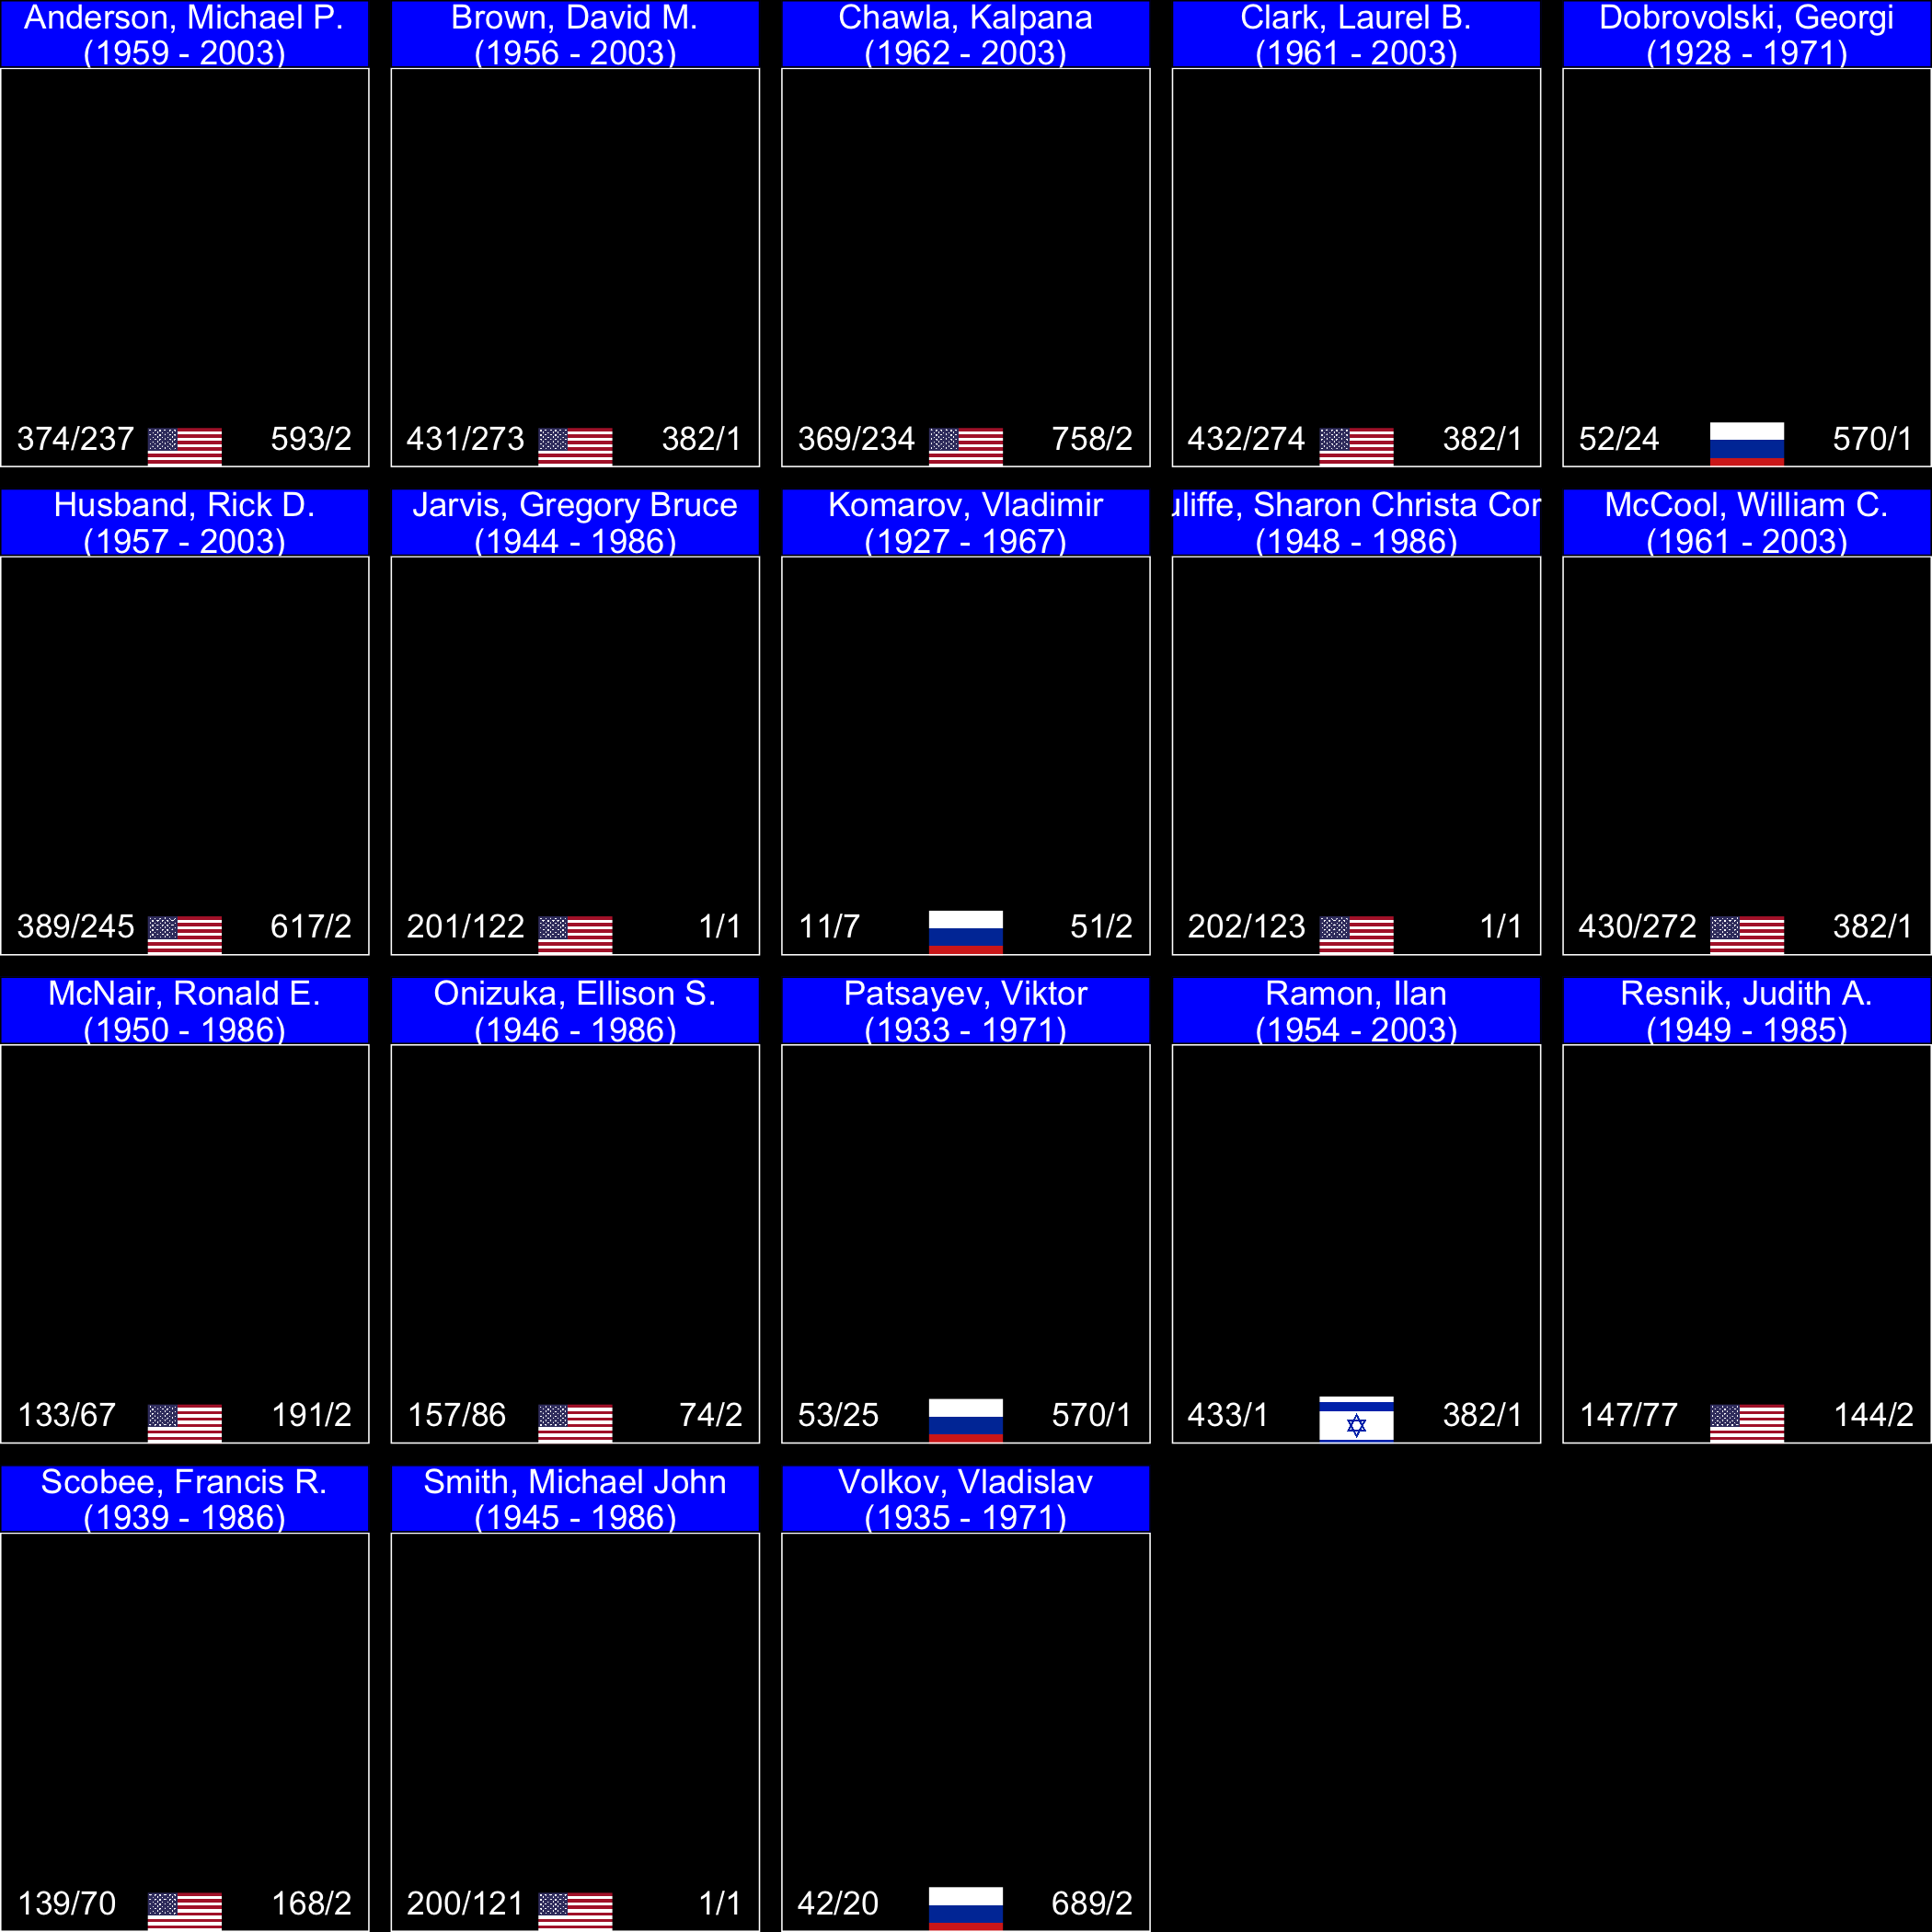 Anderson, Michael P.
(1959 - 2003)
374/237 593/2
Brown, David M.
(1956 - 2003)
431/273 382/1
Chawla, Kalpana
(1962 - 2003)
369/234 758/2
Clark, Laurel B.
(1961 - 2003)
432/274 382/1
Dobrovolski, Georgi
(1928 - 1971)
52/24 570/1
Husband, Rick D.
(1957 - 2003)
389/245 617/2
Jarvis, Gregory Bruce
(1944 - 1986)
201/122 1/1
Komarov, Vladimir
(1927 - 1967)
11/7 51/2
uliffe, Sharon Christa Cor
(1948 - 1986)
202/123 1/1
McCool, William C.
(1961 - 2003)
430/272 382/1
McNair, Ronald E.
(1950 - 1986)
133/67 191/2
Onizuka, Ellison S.
(1946 - 1986)
157/86 74/2
Patsayev, Viktor
(1933 - 1971)
53/25 570/1
Ramon, Ilan
(1954 - 2003)
433/1 382/1
Resnik, Judith A.
(1949 - 1985)
147/77 144/2
Scobee, Francis R.
(1939 - 1986)
139/70 168/2
Smith, Michael John
(1945 - 1986)
200/121 1/1
Volkov, Vladislav
(1935 - 1971)
42/20 689/2